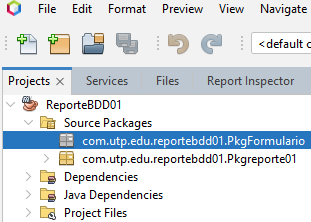 File Edit Format Preview View Navigate
<default c
Projects Services Files Report Inspector
ReporteBDD01
Source Packages
com.utp.edu.reportebdd01.PkgFormulario
com.utp.edu.reportebdd01.Pkgreporte01
Dependencies
Java Dependencies
Project Files